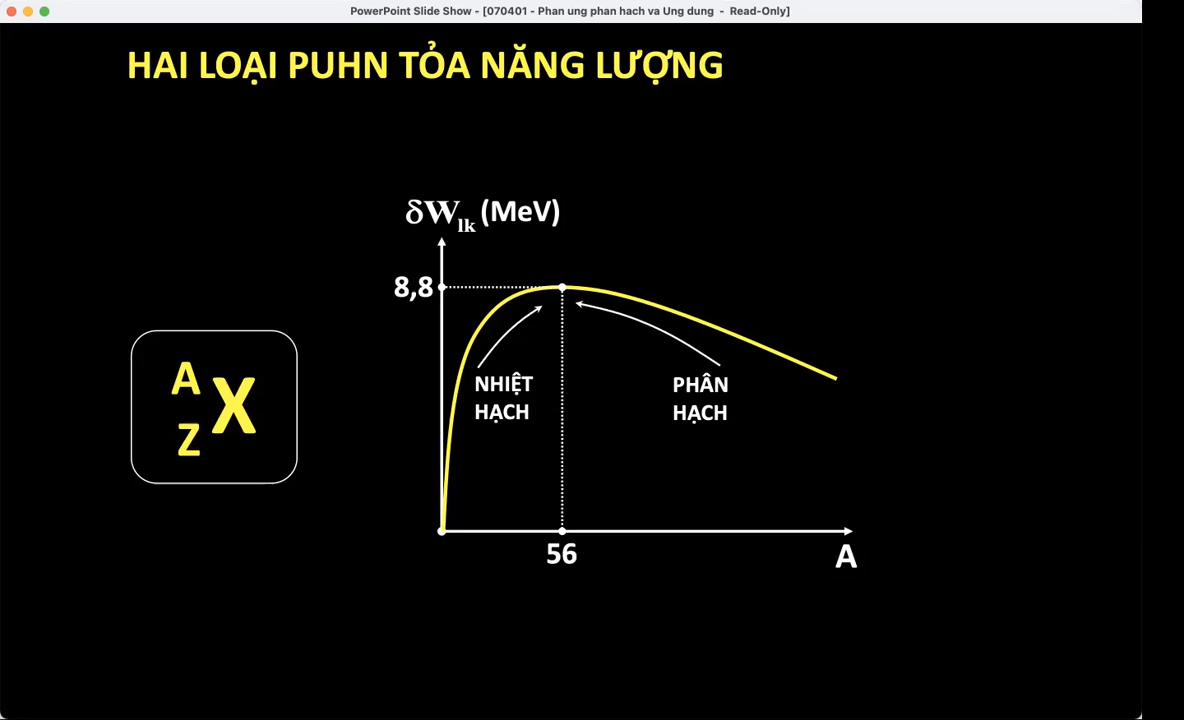 PowerPoint Slide Show - [070401 - Phan ung phan hach va Ung dung - Read-Only]
HAI LOẠI PUHN TỎA NĂNG LƯỢNG
δW_lk (MeV)
8,8
A
Z
X
NHIỆT
HẠCH
PHÂN
HẠCH
56
A